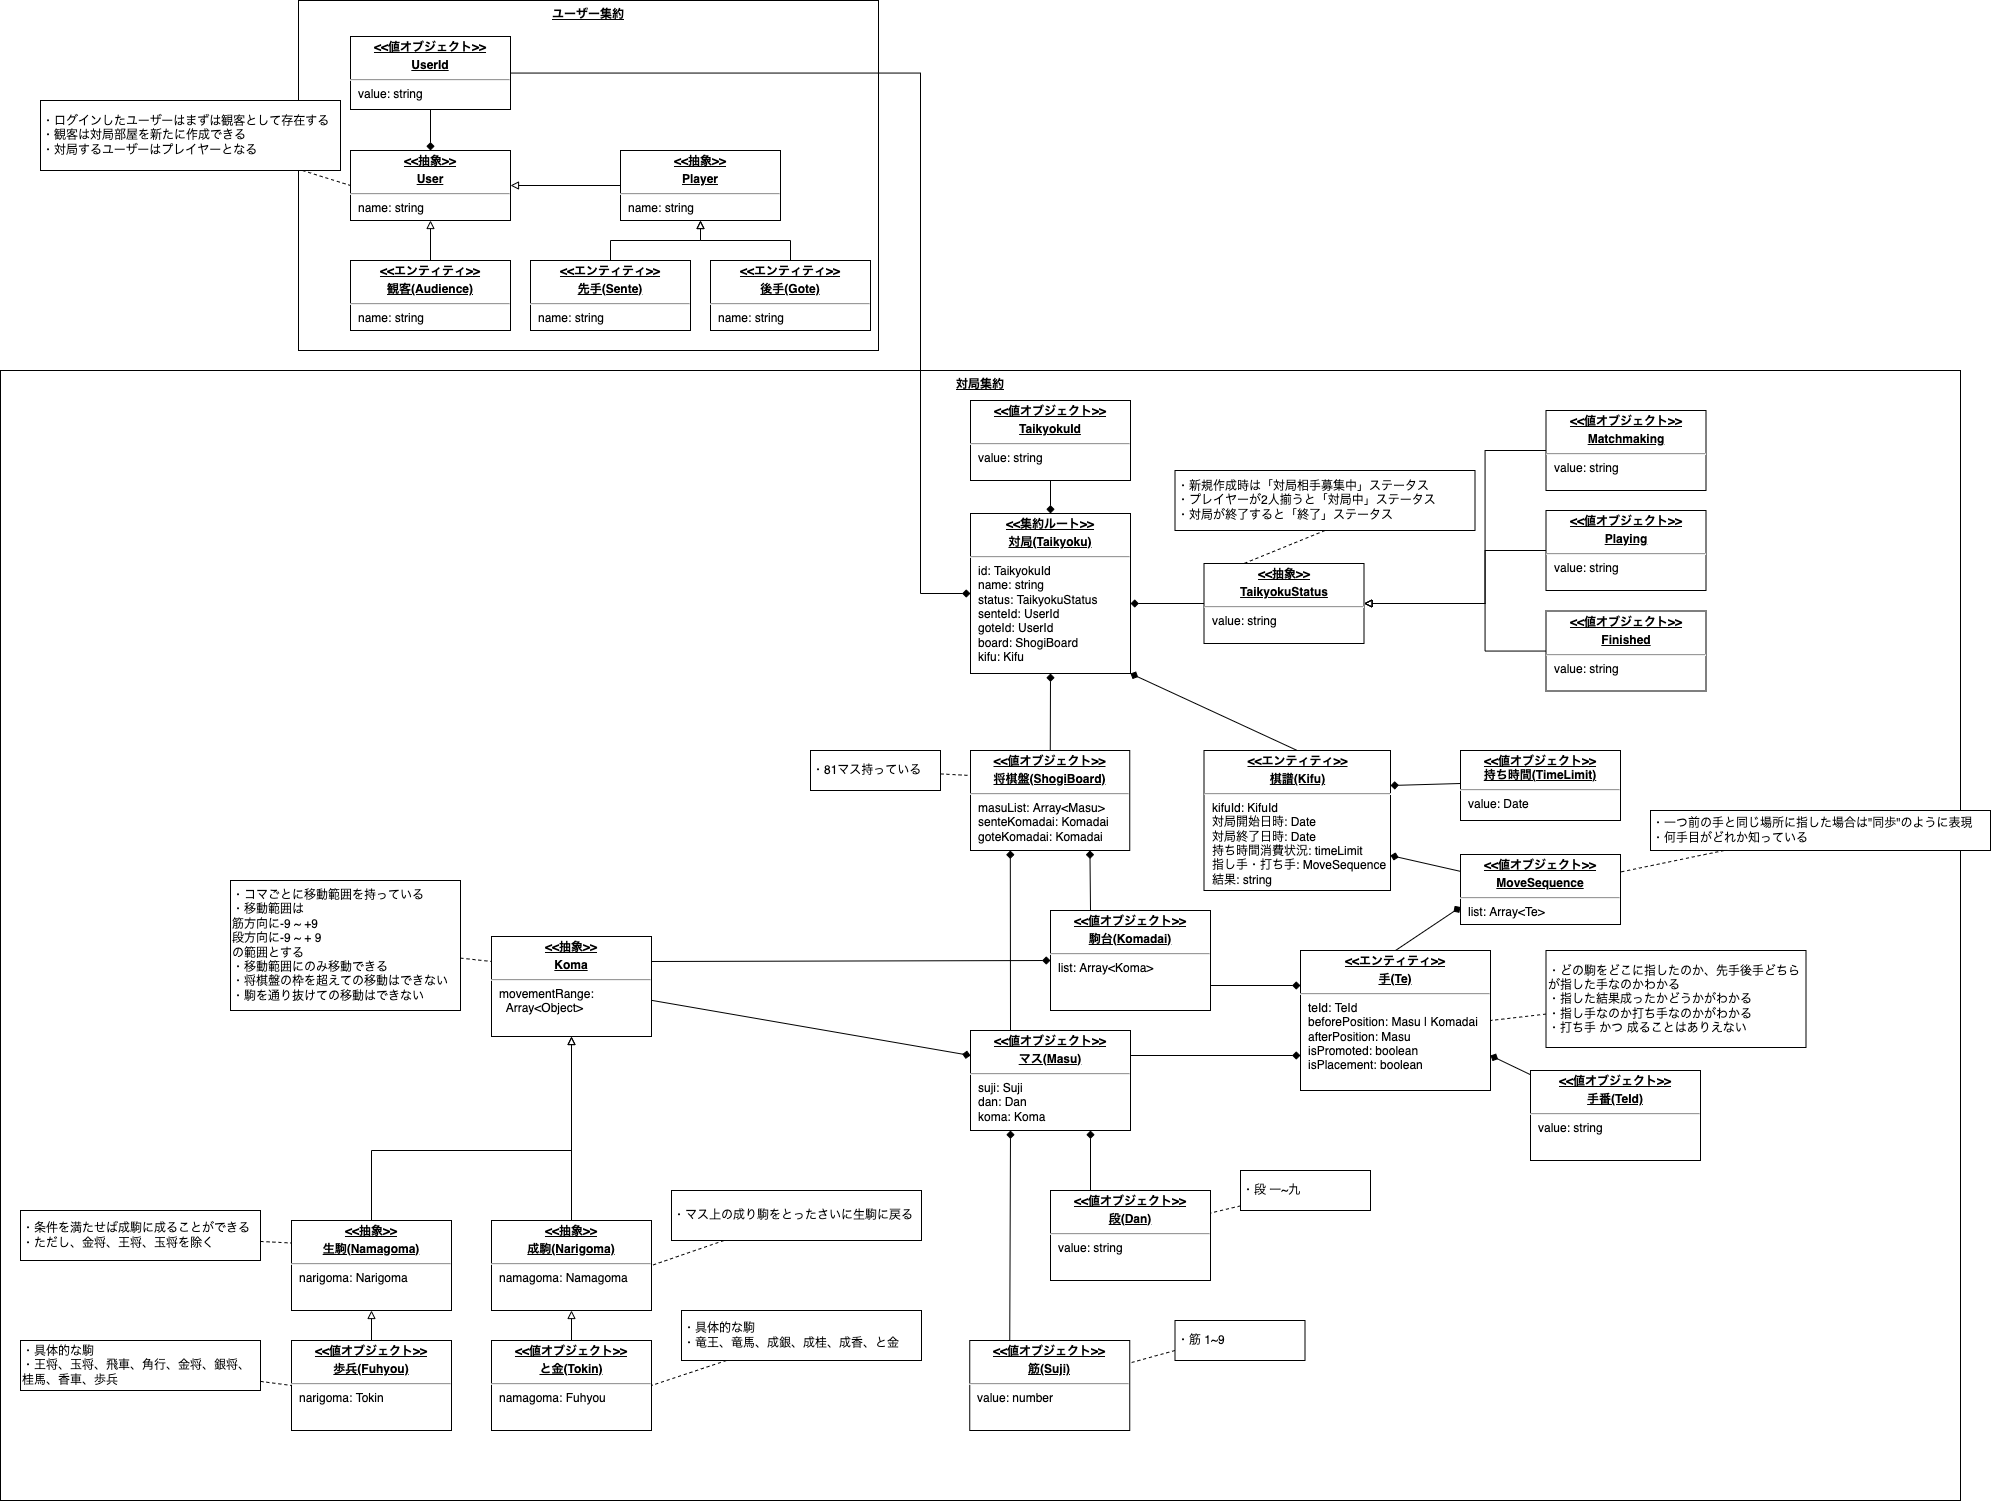 ユーザー集約
<<値オブジェクト>>
UserId
value: string
・ログインしたユーザーはまずは観客として存在する
・観客は対局部屋を新たに作成できる
・対局するユーザーはプレイヤーとなる
<<抽象>>
User
name: string
<<抽象>>
Player
name: string
<<エンティティ>>
観客(Audience)
name: string
<<エンティティ>>
先手(Sente)
name: string
<<エンティティ>>
後手(Gote)
name: string
対局集約
<<値オブジェクト>>
TaikyokuId
value: string
<<集約ルート>>
対局(Taikyoku)
id: TaikyokuId
name: string
status: TaikyokuStatus
senteId: UserId
goteId: UserId
board: ShogiBoard
kifu: Kifu
・新規作成時は「対局相手募集中」ステータス
・プレイヤーが2人揃うと「対局中」ステータス
・対局が終了すると「終了」ステータス
<<抽象>>
TaikyokuStatus
value: string
<<値オブジェクト>>
Matchmaking
value: string
<<値オブジェクト>>
Playing
value: string
<<値オブジェクト>>
Finished
value: string
・81マス持っている
<<値オブジェクト>>
将棋盤(ShogiBoard)
masuList: Array<Masu>
senteKomadai: Komadai
goteKomadai: Komadai
<<エンティティ>>
棋譜(Kifu)
kifuId: KifuId
対局開始日時: Date
対局終了日時: Date
持ち時間消費状況: timeLimit
指し手・打ち手: MoveSequence
結果: string
<<値オブジェクト>>
持ち時間(TimeLimit)
value: Date
・一つ前の手と同じ場所に指した場合は"同歩"のように表現
・何手目がどれか知っている
<<値オブジェクト>>
MoveSequence
list: Array<Te>
・コマごとに移動範囲を持っている
・移動範囲は
筋方向に-9 ~ +9
段方向に-9 ~ + 9
の範囲とする
・移動範囲にのみ移動できる
・将棋盤の枠を超えての移動はできない
・駒を通り抜けての移動はできない
<<抽象>>
Koma
movementRange:
Array<Object>
<<値オブジェクト>>
駒台(Komadai)
list: Array<Koma>
<<エンティティ>>
手(Te)
teId: TeId
beforePosition: Masu | Komadai
afterPosition: Masu
isPromoted: boolean
isPlacement: boolean
・どの駒をどこに指したのか、先手後手どちら
が指した手なのかわかる
・指した結果成ったかどうかがわかる
・指し手なのか打ち手なのかがわかる
・打ち手 かつ 成ることはありえない
<<値オブジェクト>>
マス(Masu)
suji: Suji
dan: Dan
koma: Koma
<<値オブジェクト>>
手番(TeId)
value: string
・段 一~九
<<値オブジェクト>>
段(Dan)
value: string
・条件を満たせば成駒に成ることができる
・ただし、金将、王将、玉将を除く
<<抽象>>
生駒(Namagoma)
narigoma: Narigoma
<<抽象>>
成駒(Narigoma)
namagoma: Namagoma
・マス上の成り駒をとったさいに生駒に戻る
・具体的な駒
・王将、玉将、飛車、角行、金将、銀将、
桂馬、香車、歩兵
<<値オブジェクト>>
歩兵(Fuhyou)
narigoma: Tokin
<<値オブジェクト>>
と金(Tokin)
namagoma: Fuhyou
・具体的な駒
・竜王、竜馬、成銀、成桂、成香、と金
<<値オブジェクト>>
筋(Suji)
value: number
・筋 1~9